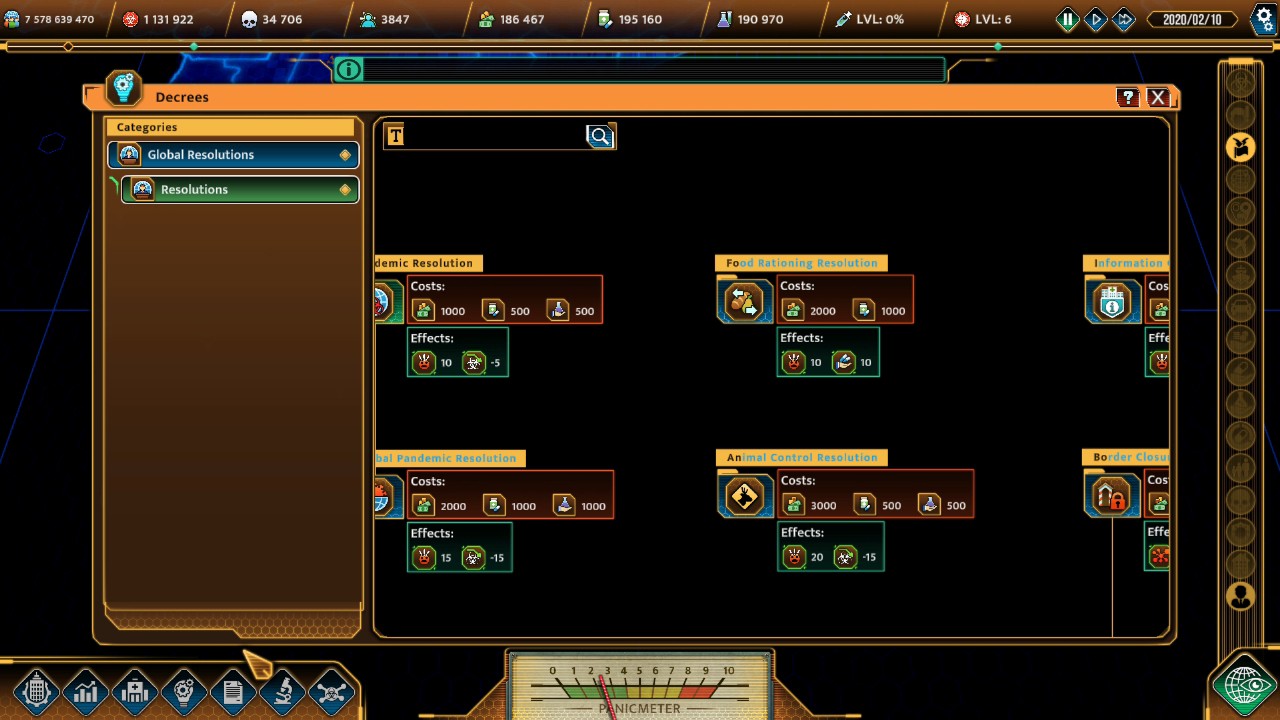 7 578 639 470 1 131 922 34 706 3847 186 467 195 160 190 970 LVL: 0% LVL: 6 2020/02/10
Decrees ? X
Categories
Global Resolutions
Resolutions
T
demic Resolution
Costs:
1000 500 500
Effects:
10 -5
Food Rationing Resolution
Costs:
2000 1000
Effects:
10 10
Information
Cos
Effe
bal Pandemic Resolution
Costs:
2000 1000 1000
Effects:
15 -15
Animal Control Resolution
Costs:
3000 500 500
Effects:
20 -15
Border Closu
Cos
Effe
0 1 2 3 4 5 6 7 8 9 10
PANICMETER